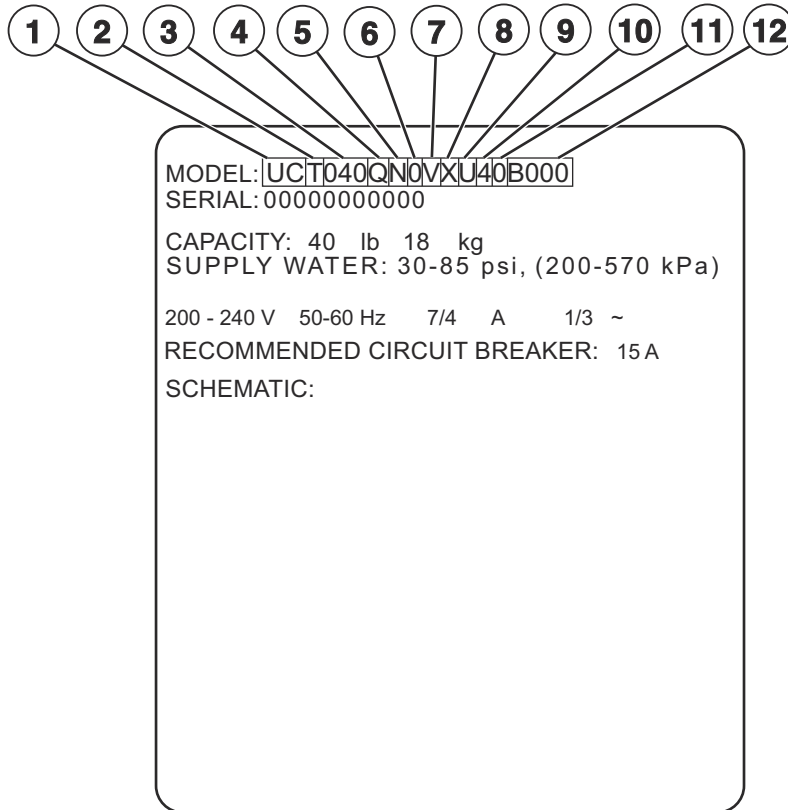 1 2 3 4 5 6 7 8 9 10 11 12
MODEL: UCT040QN0VXU40B000
SERIAL: 00000000000
CAPACITY: 40 lb 18 kg
SUPPLY WATER: 30-85 psi, (200-570 kPa)
200 - 240 V 50-60 Hz 7/4 A 1/3 ~
RECOMMENDED CIRCUIT BREAKER: 15 A
SCHEMATIC: